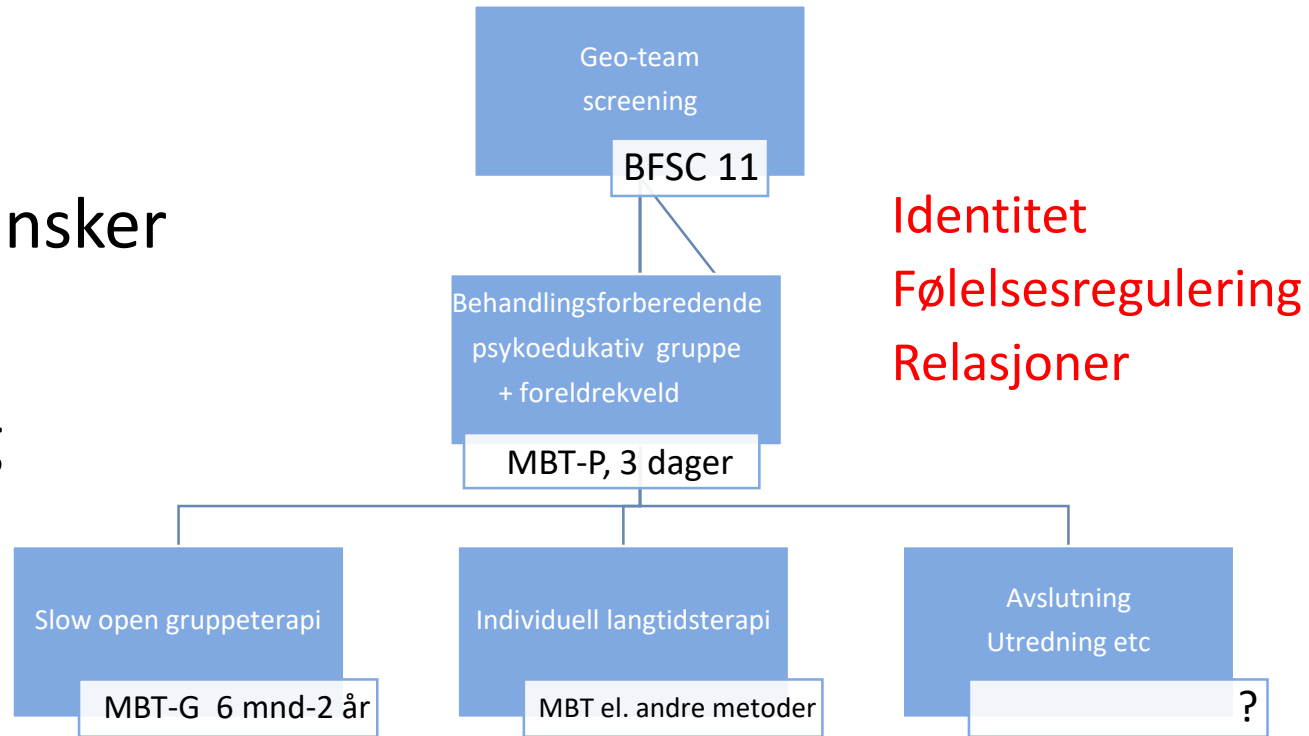 Geo-team
screening
BFSC 11
nsker
Identitet
Følelsesregulering
Relasjoner
Behandlingsforberedende
psykoedukativ gruppe
+ foreldrekveld
MBT-P, 3 dager
Slow open gruppeterapi
MBT-G 6 mnd-2 år
Individuell langtidsterapi
MBT el. andre metoder
Avslutning
Utredning etc
?